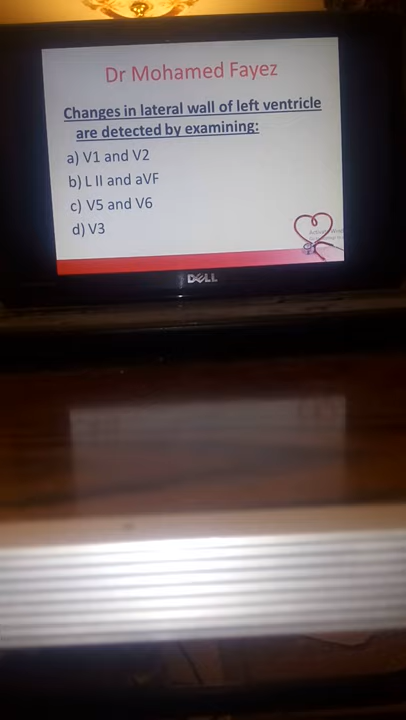 Dr Mohamed Fayez
Changes in lateral wall of left ventricle
are detected by examining:
a) V1 and V2
b) L II and aVF
c) V5 and V6
d) V3
DELL